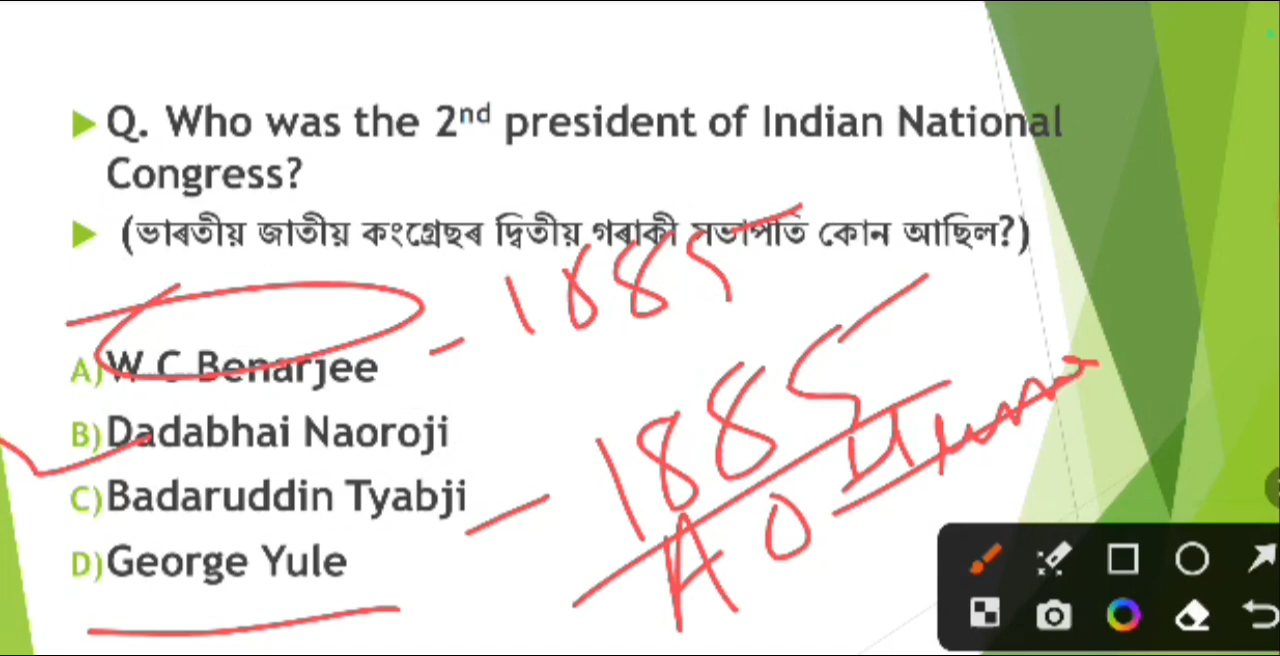 Q. Who was the 2nd president of Indian National
Congress?
(ভাৰতীয় জাতীয় কংগ্ৰেছৰ দ্বিতীয় গৰাকী সভাপতি কোন আছিল?)
- 1885
A) W C Benarjee
B) Dadabhai Naoroji
- 1885
C) Badaruddin Tyabji
A O Hume
D) George Yule